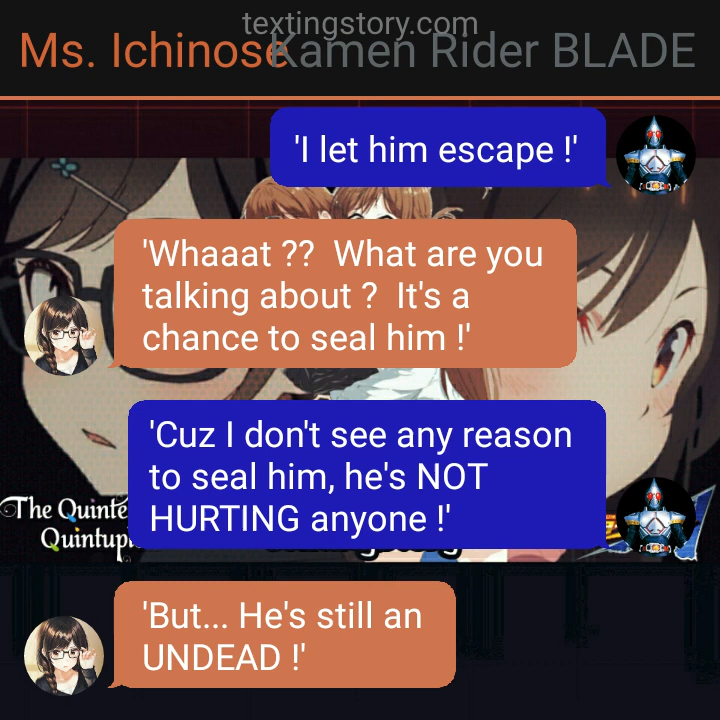 textingstory.com
Ms. Ichinose Kamen Rider BLADE
'I let him escape !'
'Whaaat ??  What are you
talking about ?  It's a
chance to seal him !'
'Cuz I don't see any reason
to seal him, he's NOT
HURTING anyone !'
The Quinte
Quintup
'But... He's still an
UNDEAD !'